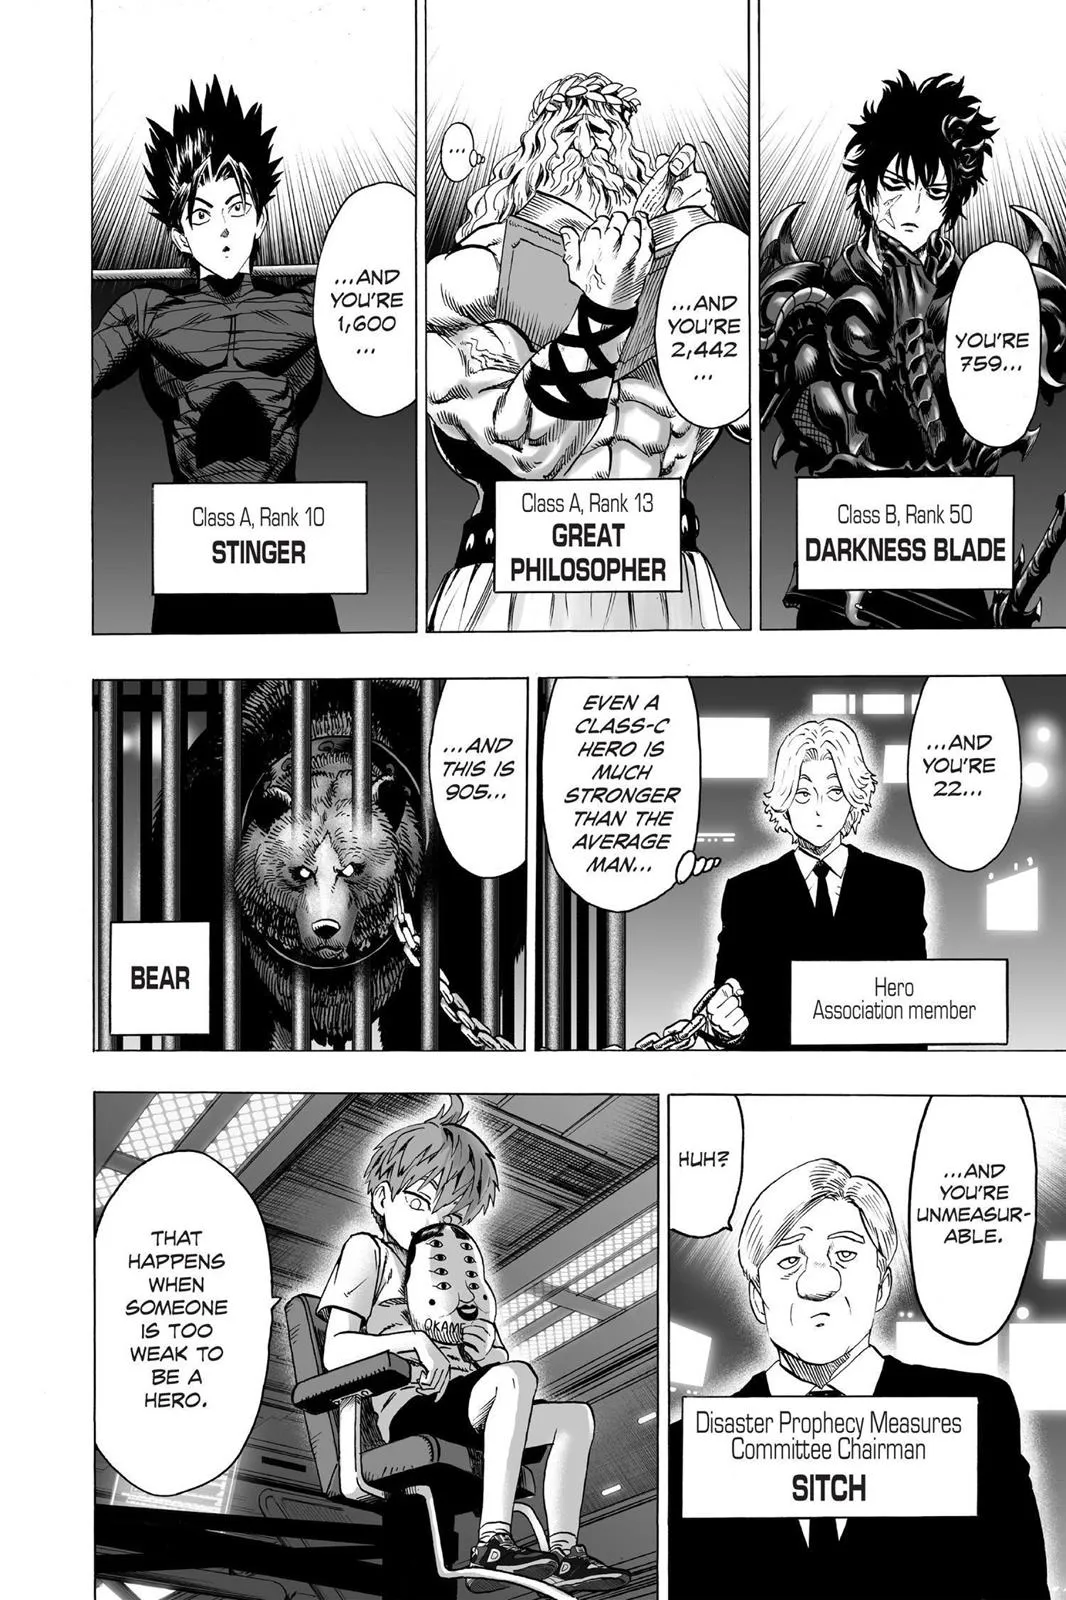 YOU'RE
759...
Class B, Rank 50
DARKNESS BLADE
...
...AND
YOU'RE
2,442
...
Class A, Rank 13
GREAT
PHILOSOPHER
...AND
YOU'RE
1,600
...
Class A, Rank 10
STINGER
...AND
YOU'RE
22...
EVEN A
CLASS-C
HERO IS
MUCH
STRONGER
THAN THE
AVERAGE
MAN...
Hero
Association member
...AND
THIS IS
905...
BEAR
...AND
YOU'RE
UNMEASUR-
ABLE.
HUH?
Disaster Prophecy Measures
Committee Chairman
SITCH
THAT
HAPPENS
WHEN
SOMEONE
IS TOO
WEAK TO
BE A
HERO.
OKAME